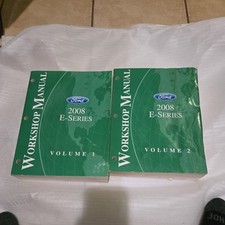 WORKSHOP MANUAL
Ford
2008
E-SERIES
VOLUME 1
WORKSHOP MANUAL
Ford
2008
E-SERIES
VOLUME 2